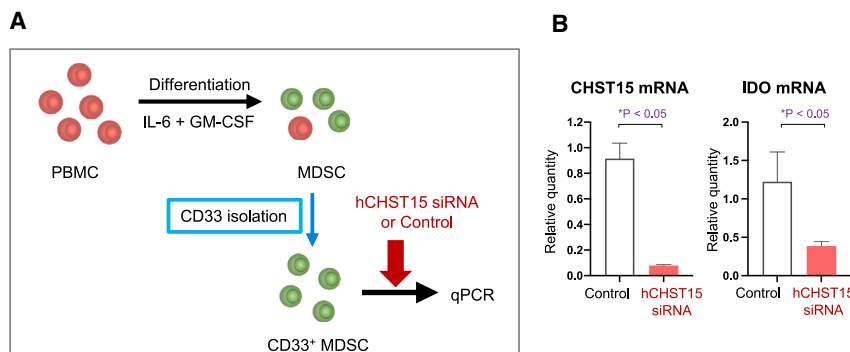 A
Differentiation
IL-6 + GM-CSF
PBMC
MDSC
CD33 isolation
hCHST15 siRNA
or Control
qPCR
CD33⁺ MDSC
B
CHST15 mRNA
*P < 0.05
Relative quantity
1.2
1.0
0.8
0.6
0.4
0.2
0.0
Control
hCHST15
siRNA
IDO mRNA
*P < 0.05
Relative quantity
2.0
1.5
1.0
0.5
0.0
Control
hCHST15
siRNA